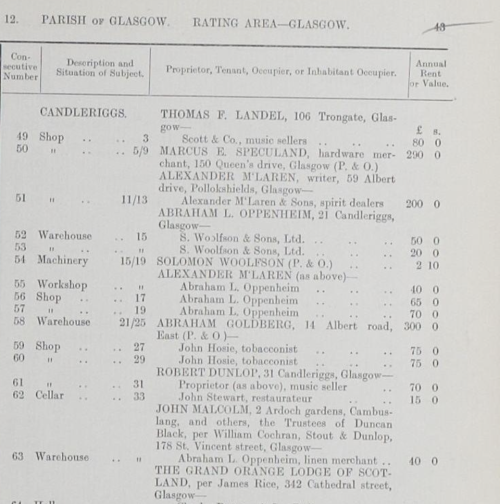 12. PARISH OF GLASGOW. RATING AREA—GLASGOW. 43
Consecutive Number
Description and Situation of Subject.
Proprietor, Tenant, Occupier, or Inhabitant Occupier.
Annual Rent or Value.
CANDLERIGGS. THOMAS F. LANDEL, 106 Trongate, Glas-
gow— £ s.
49 Shop .. .. 3 Scott & Co., music sellers .. .. .. 80 0
50 " .. .. 5/9 MARCUS E. SPECULAND, hardware mer- 290 0
chant, 150 Queen's drive, Glasgow (P. & O.)
ALEXANDER M'LAREN, writer, 59 Albert
drive, Pollokshields, Glasgow—
51 " 11/13 Alexander M'Laren & Sons, spirit dealers 200 0
ABRAHAM L. OPPENHEIM, 21 Candleriggs,
Glasgow—
52 Warehouse .. 15 S. Woolfson & Sons, Ltd. .. .. .. 50 0
53 " .. .. " S. Woolfson & Sons, Ltd. .. .. .. 20 0
54 Machinery 15/19 SOLOMON WOOLFSON (P. & O.) .. .. 2 10
ALEXANDER M'LAREN (as above)—
55 Workshop .. " Abraham L. Oppenheim .. .. .. 40 0
56 Shop .. .. 17 Abraham L. Oppenheim .. .. .. 65 0
57 " .. .. 19 Abraham L. Oppenheim .. .. .. 70 0
58 Warehouse 21/25 ABRAHAM GOLDBERG, 14 Albert road, 300 0
East (P. & O )—
59 Shop .. .. 27 John Hosie, tobacconist .. .. .. 75 0
60 " .. .. 29 John Hosie, tobacconist .. .. .. 75 0
ROBERT DUNLOP, 31 Candleriggs, Glasgow—
61 " .. .. 31 Proprietor (as above), music seller .. 70 0
62 Cellar .. .. 33 John Stewart, restaurateur .. .. 15 0
JOHN MALCOLM, 2 Ardoch gardens, Cambus-
lang, and others, the Trustees of Duncan
Black, per William Cochran, Stout & Dunlop,
178 St. Vincent street, Glasgow—
63 Warehouse .. " Abraham L. Oppenheim, linen merchant .. 40 0
THE GRAND ORANGE LODGE OF SCOT-
LAND, per James Rice, 342 Cathedral street,
Glasgow—